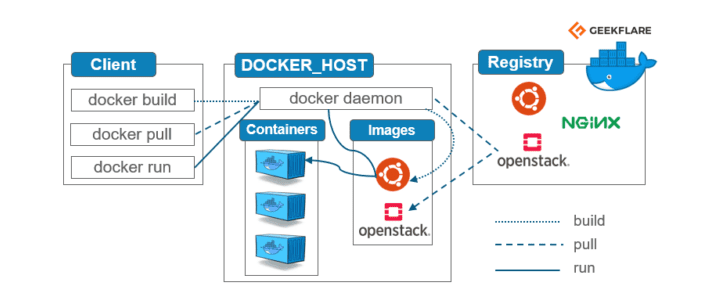 GEEKFLARE
Client
DOCKER_HOST
Registry
docker build
docker pull
docker run
docker daemon
Containers
Images
openstack.
NGINX
openstack.
build
pull
run